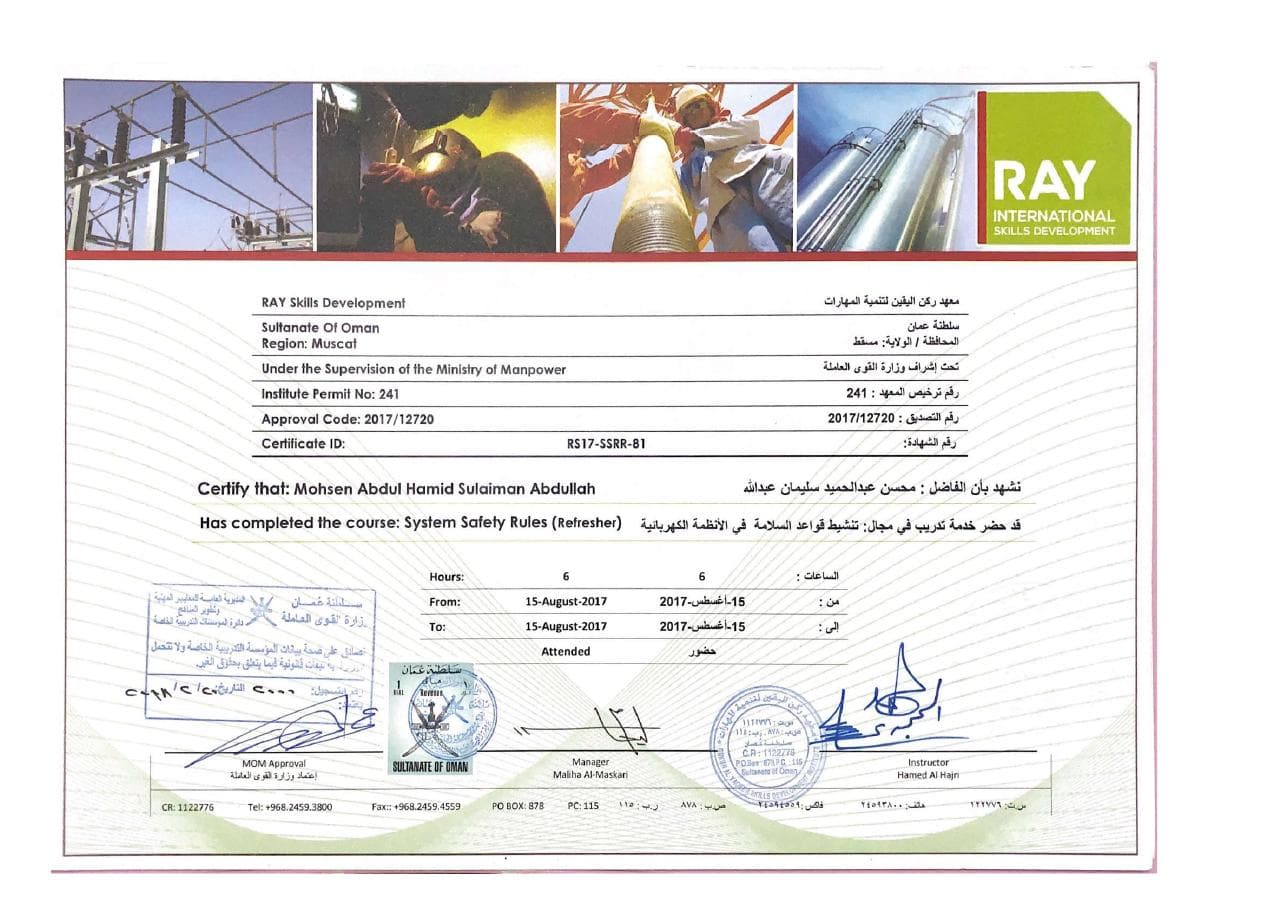 RAY
INTERNATIONAL
SKILLS DEVELOPMENT
RAY Skills Development معهد ركن اليقين لتنمية المهارات
Sultanate Of Oman سلطنة عمان
Region: Muscat المحافظة / الولاية: مسقط
Under the Supervision of the Ministry of Manpower تحت إشراف وزارة القوى العاملة
Institute Permit No: 241 رقم ترخيص المعهد : 241
Approval Code: 2017/12720 رقم التصديق : 2017/12720
Certificate ID: RS17-SSRR-81 رقم الشهادة:
Certify that: Mohsen Abdul Hamid Sulaiman Abdullah نشهد بأن الفاضل : محسن عبدالحميد سليمان عبدالله
Has completed the course: System Safety Rules (Refresher) قد حضر خدمة تدريب في مجال: تنشيط قواعد السلامة في الأنظمة الكهربائية
Hours: 6 6 الساعات :
From: 15-August-2017 15-أغسطس-2017 من :
To: 15-August-2017 15-أغسطس-2017 إلى :
Attended حضور
سلطنة عمان
وزارة القوى العاملة
المديرية العامة للمعايير المهنية
وتطوير المناهج
دائرة المؤسسات التدريبية الخاصة
على صحة بيانات المؤسسة التدريبية الخاصة ولا تتحمل
تبعات قانونية فيما يتعلق بحقوق الغير.
التاريخ
سلطنة عمان
1
RIAL
Revenue
SULTANATE OF OMAN
C.R : 1122776
P.O.Box : 878 P.C : 115
Sultanate of Oman
MOM Approval
إعتماد وزارة القوى العاملة
Manager
Maliha Al-Maskari
Instructor
Hamed Al Hajri
CR: 1122776 Tel: +968.2459.3800 Fax:: +968.2459.4559 PO BOX: 878 PC: 115 ر.ب: ١١٥ ص.ب: ٨٧٨ فاكس: ٢٤٥٩٤٥٥٩ هاتف: ٢٤٥٩٣٨٠٠ س.ت: ١١٢٢٧٧٦